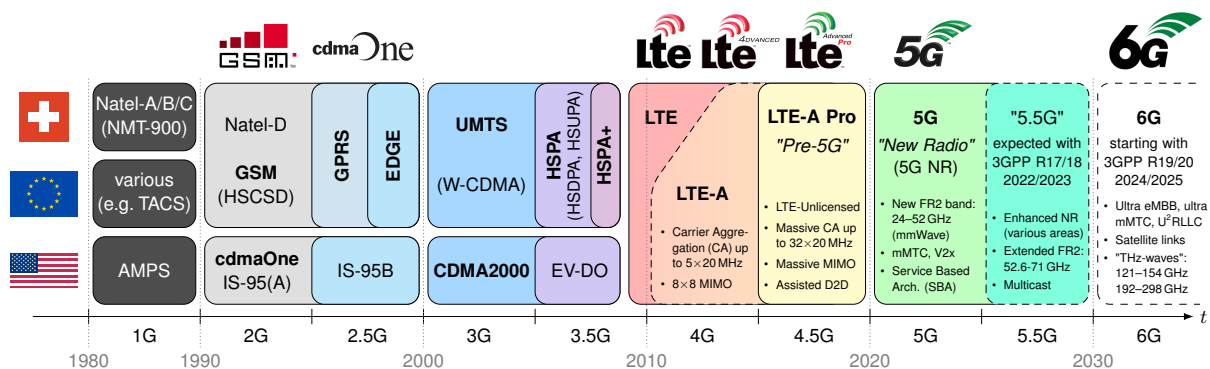 GSM
cdmaOne
Lte
Lte
4DVANCED
Lte
Advanced
Pro
5G
6G
Natel-A/B/C
(NMT-900)
various
(e.g. TACS)
AMPS
Natel-D
GSM
(HSCSD)
cdmaOne
IS-95(A)
GPRS
EDGE
IS-95B
UMTS
(W-CDMA)
CDMA2000
HSPA
(HSDPA, HSUPA)
HSPA+
EV-DO
LTE
LTE-A
• Carrier Aggre-
gation (CA) up
to 5×20 MHz
• 8×8 MIMO
LTE-A Pro
"Pre-5G"
• LTE-Unlicensed
• Massive CA up
to 32×20 MHz
• Massive MIMO
• Assisted D2D
5G
"New Radio"
(5G NR)
• New FR2 band:
24–52 GHz
(mmWave)
• mMTC, V2x
• Service Based
Arch. (SBA)
"5.5G"
expected with
3GPP R17/18
2022/2023
• Enhanced NR
(various areas)
• Extended FR2:
52.6-71 GHz
• Multicast
6G
starting with
3GPP R19/20
2024/2025
• Ultra eMBB, ultra
mMTC, U²RLLC
• Satellite links
• "THz-waves":
121–154 GHz
192–298 GHz
t
1G
2G
2.5G
3G
3.5G
4G
4.5G
5G
5.5G
6G
1980
1990
2000
2010
2020
2030